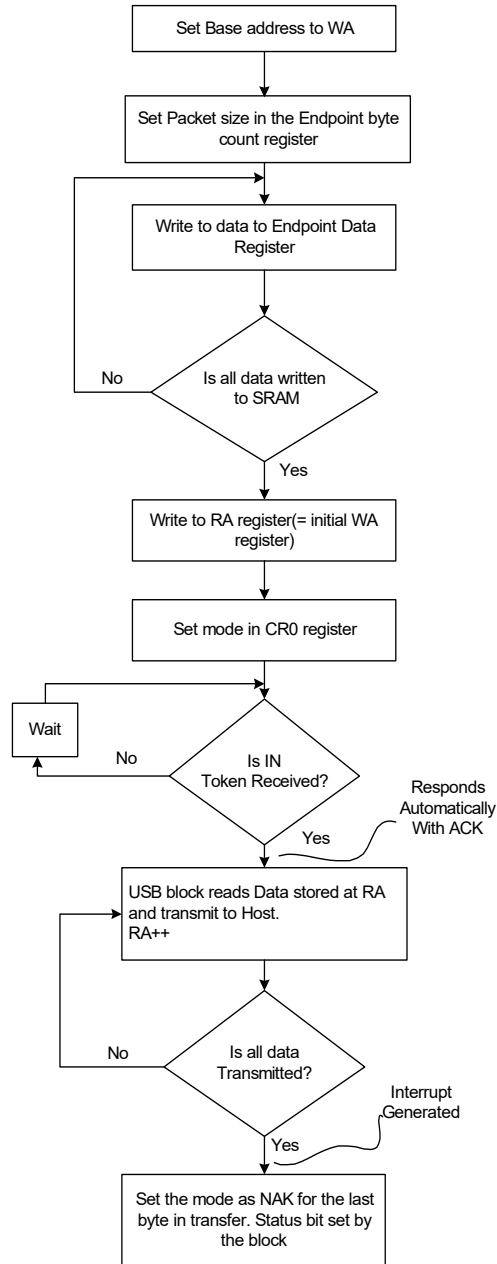 Set Base address to WA
Set Packet size in the Endpoint byte
count register
Write to data to Endpoint Data
Register
No
Is all data written
to SRAM
Yes
Write to RA register(= initial WA
register)
Set mode in CR0 register
Wait
No
Is IN
Token Received?
Responds
Automatically
With ACK
Yes
USB block reads Data stored at RA
and transmit to Host.
RA++
No
Is all data
Transmitted?
Interrupt
Generated
Yes
Set the mode as NAK for the last
byte in transfer. Status bit set by
the block